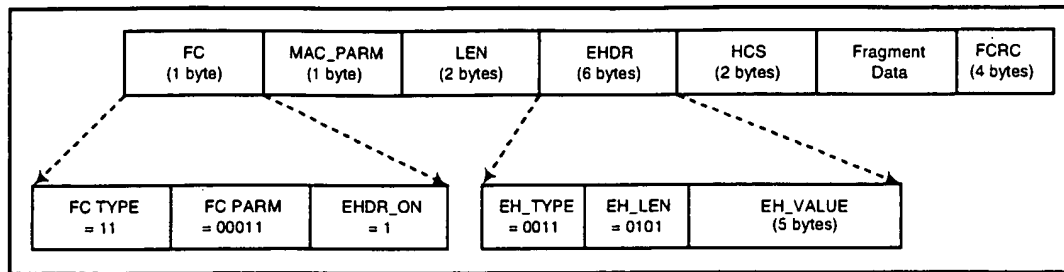 FC
(1 byte)
MAC_PARM
(1 byte)
LEN
(2 bytes)
EHDR
(6 bytes)
HCS
(2 bytes)
Fragment
Data
FCRC
(4 bytes)
FC TYPE
= 11
FC PARM
= 00011
EHDR_ON
= 1
EH_TYPE
=0011
EH_LEN
=0101
EH_VALUE
(5 bytes)